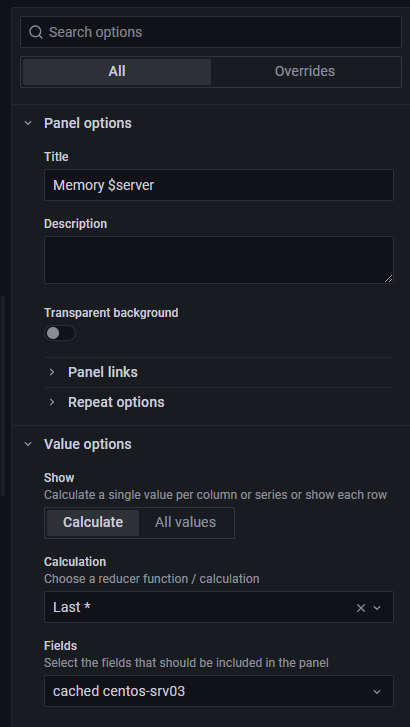 Search options
All
Overrides
Panel options
Title
Memory $server
Description
Transparent background
Panel links
Repeat options
Value options
Show
Calculate a single value per column or series or show each row
Calculate
All values
Calculation
Choose a reducer function / calculation
Last *
Fields
Select the fields that should be included in the panel
cached centos-srv03